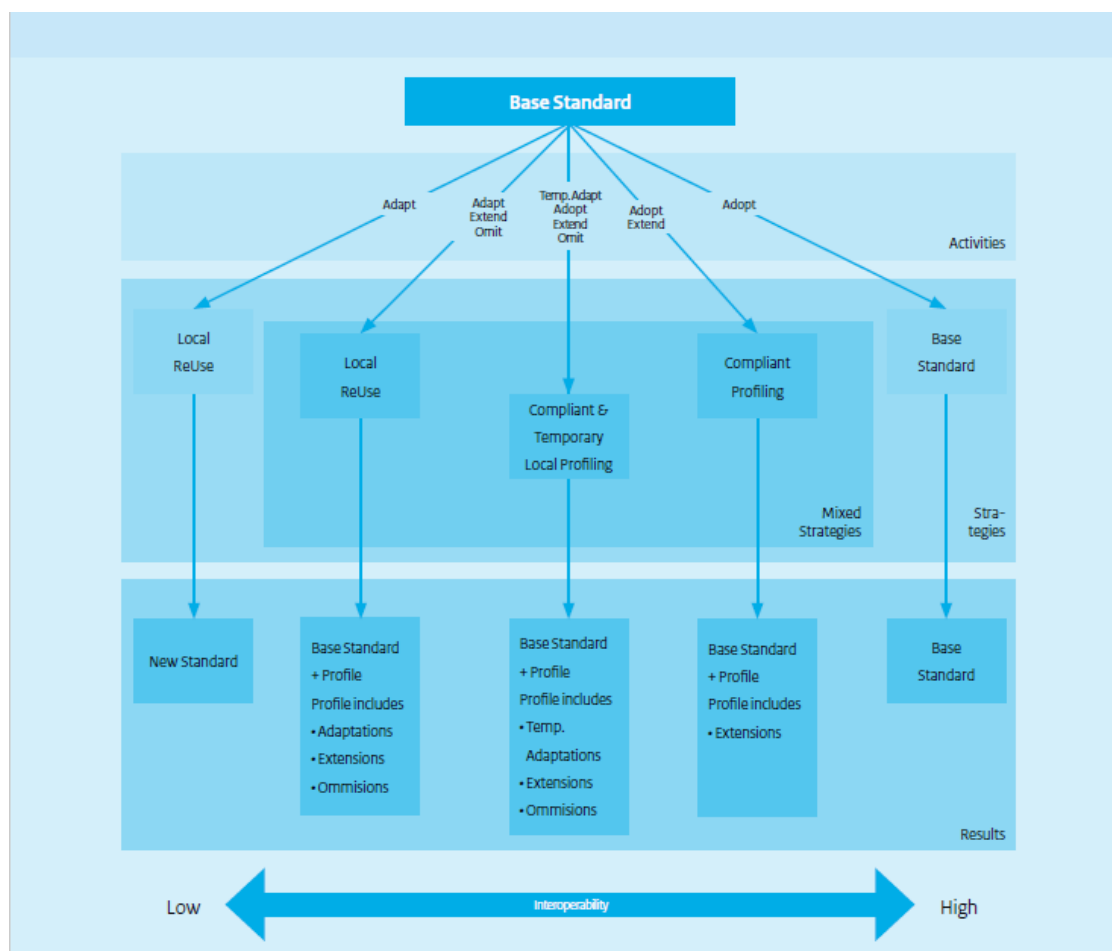 Base Standard
Adapt
Adapt
Extend
Omit
Temp. Adapt
Adopt
Extend
Omit
Adopt
Extend
Adopt
Activities
Local
ReUse
Local
ReUse
Compliant &
Temporary
Local Profiling
Compliant
Profiling
Base
Standard
Mixed
Strategies
Stra-
tegies
New Standard
Base Standard
+ Profile
Profile includes
• Adaptations
• Extensions
• Ommisions
Base Standard
+ Profile
Profile includes
• Temp.
Adaptations
• Extensions
• Ommisions
Base Standard
+ Profile
Profile includes
• Extensions
Base
Standard
Results
Low
Interoperability
High